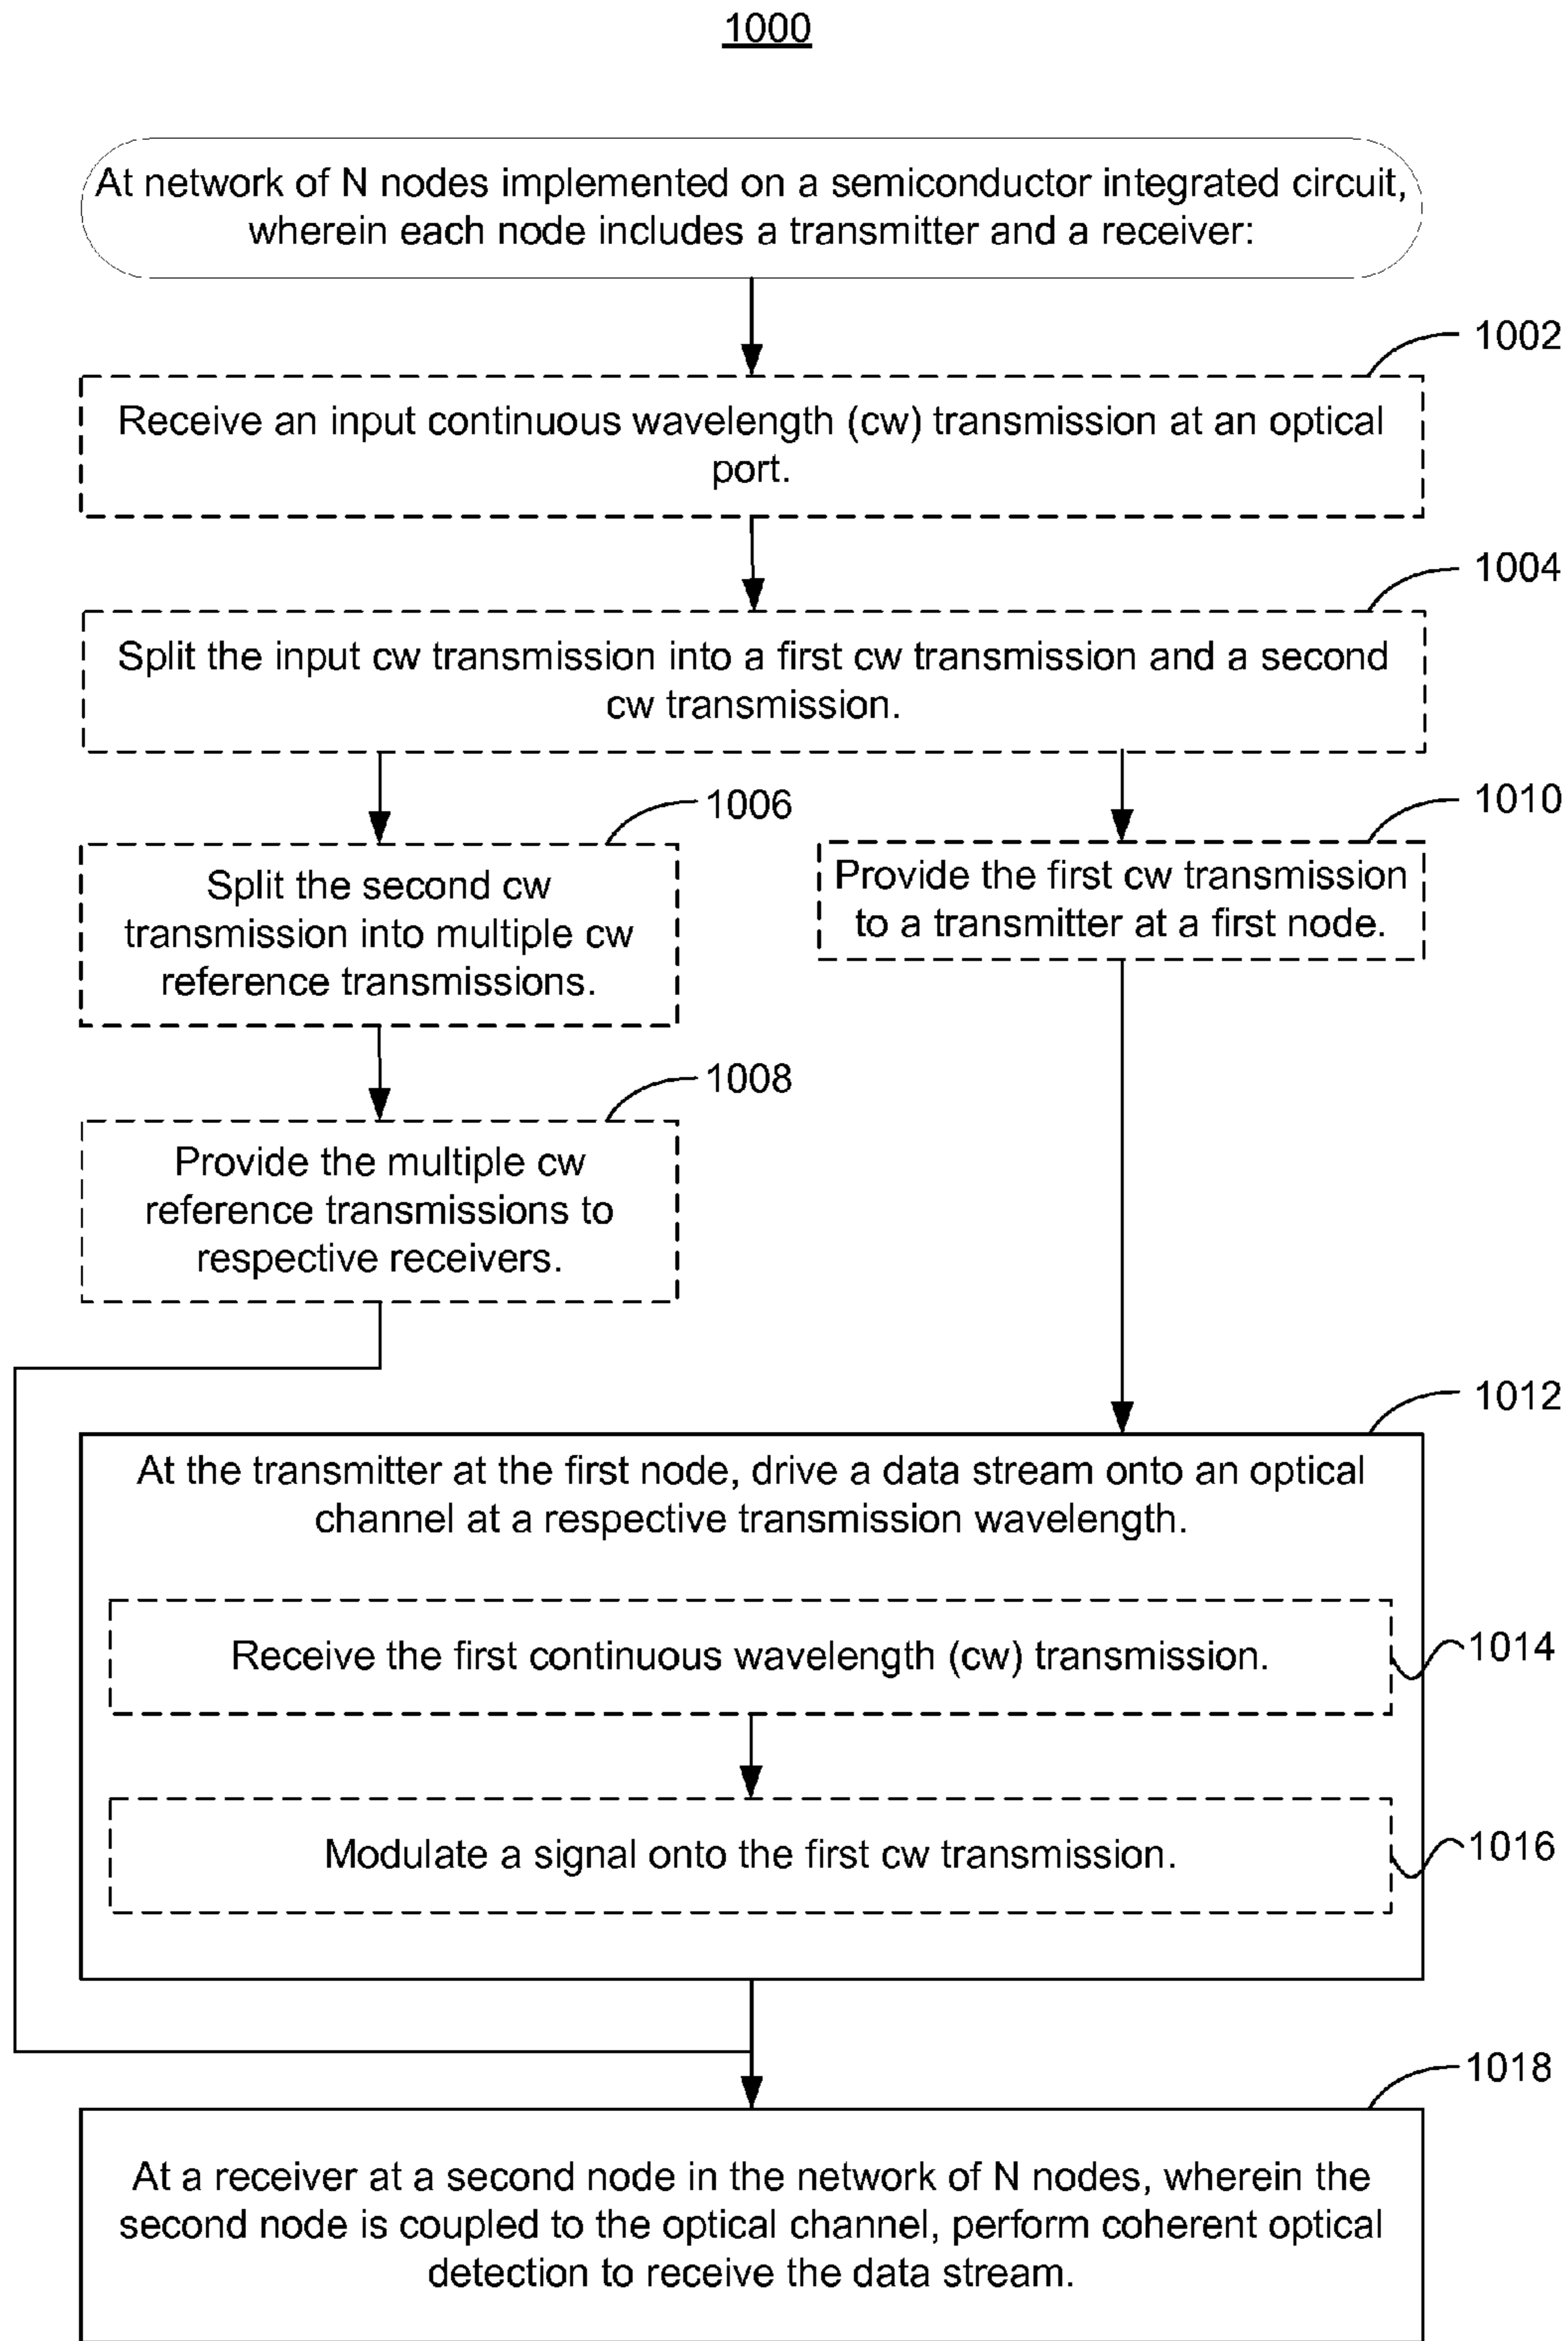 1000
At network of N nodes implemented on a semiconductor integrated circuit,
wherein each node includes a transmitter and a receiver:
1002
Receive an input continuous wavelength (cw) transmission at an optical
port.
1004
Split the input cw transmission into a first cw transmission and a second
cw transmission.
1006
Split the second cw
transmission into multiple cw
reference transmissions.
1010
Provide the first cw transmission
to a transmitter at a first node.
1008
Provide the multiple cw
reference transmissions to
respective receivers.
1012
At the transmitter at the first node, drive a data stream onto an optical
channel at a respective transmission wavelength.
Receive the first continuous wavelength (cw) transmission.
1014
Modulate a signal onto the first cw transmission.
1016
1018
At a receiver at a second node in the network of N nodes, wherein the
second node is coupled to the optical channel, perform coherent optical
detection to receive the data stream.